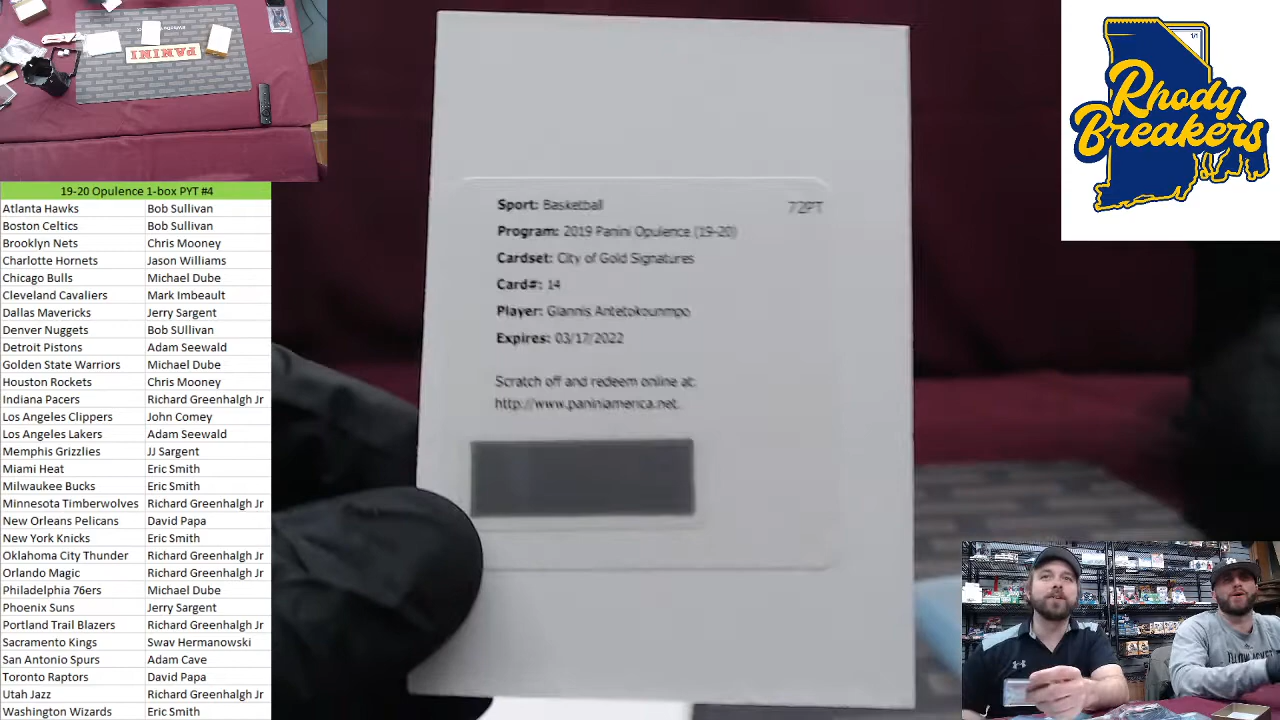 PANINI
19-20 Opulence 1-box PYT #4
Atlanta Hawks Bob Sullivan
Boston Celtics Bob Sullivan
Brooklyn Nets Chris Mooney
Charlotte Hornets Jason Williams
Chicago Bulls Michael Dube
Cleveland Cavaliers Mark Imbeault
Dallas Mavericks Jerry Sargent
Denver Nuggets Bob SUllivan
Detroit Pistons Adam Seewald
Golden State Warriors Michael Dube
Houston Rockets Chris Mooney
Indiana Pacers Richard Greenhalgh Jr
Los Angeles Clippers John Comey
Los Angeles Lakers Adam Seewald
Memphis Grizzlies JJ Sargent
Miami Heat Eric Smith
Milwaukee Bucks Eric Smith
Minnesota Timberwolves Richard Greenhalgh Jr
New Orleans Pelicans David Papa
New York Knicks Eric Smith
Oklahoma City Thunder Richard Greenhalgh Jr
Orlando Magic Richard Greenhalgh Jr
Philadelphia 76ers Michael Dube
Phoenix Suns Jerry Sargent
Portland Trail Blazers Richard Greenhalgh Jr
Sacramento Kings Swav Hermanowski
San Antonio Spurs Adam Cave
Toronto Raptors David Papa
Utah Jazz Richard Greenhalgh Jr
Washington Wizards Eric Smith
Sport: Basketball 72PT
Program: 2019 Panini Opulence (19-20)
Cardset: City of Gold Signatures
Card#: 14
Player: Giannis Antetokounmpo
Expires: 03/17/2022
Scratch off and redeem online at:
http://www.paniniamerica.net.
1/1
Rhody
Breakers